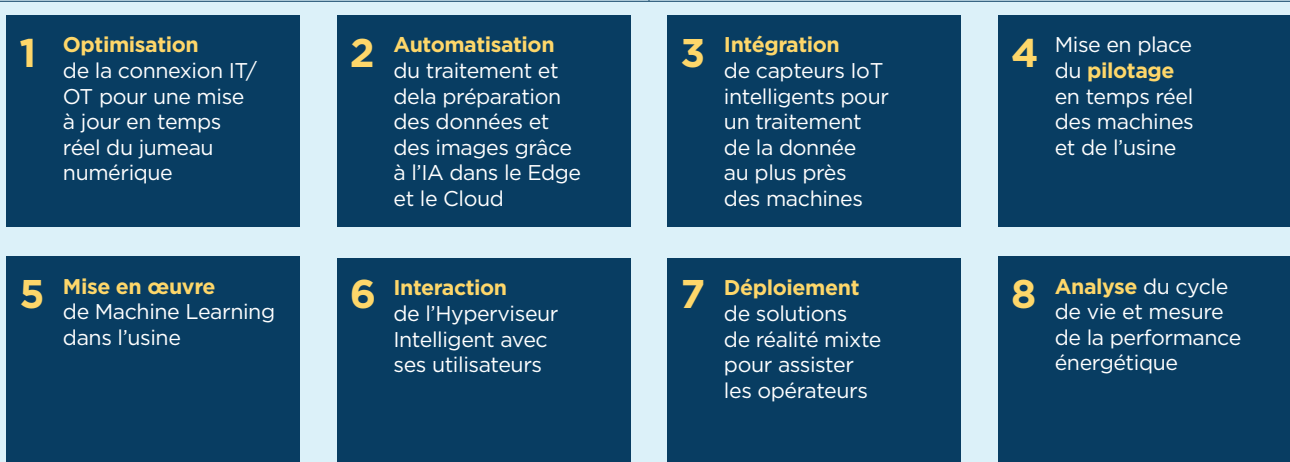 1
Optimisation
de la connexion IT/
OT pour une mise
à jour en temps
réel du jumeau
numérique
2
Automatisation
du traitement et
dela préparation
des données et
des images grâce
à l'IA dans le Edge
et le Cloud
3
Intégration
de capteurs IoT
intelligents pour
un traitement
de la donnée
au plus près
des machines
4
Mise en place
du pilotage
en temps réel
des machines
et de l'usine
5
Mise en œuvre
de Machine Learning
dans l'usine
6
Interaction
de l'Hyperviseur
Intelligent avec
ses utilisateurs
7
Déploiement
de solutions
de réalité mixte
pour assister
les opérateurs
8
Analyse du cycle
de vie et mesure
de la performance
énergétique